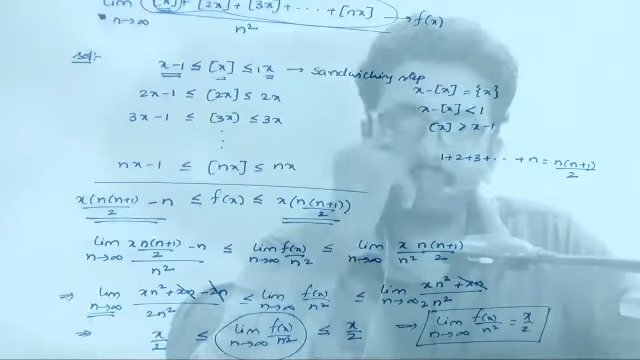 lim n→∞ [x] + [2x] + [3x] + ... + [nx] / n² → f(x)
Sol:-
x-1 ≤ [x] ≤ 1x → sandwiching step
x-[x] = {x}
2x-1 ≤ [2x] ≤ 2x
x-[x] < 1
3x-1 ≤ [3x] ≤ 3x
[x] > x-1
⋮
1+2+3+...+n = n(n+1)/2
nx-1 ≤ [nx] ≤ nx
x(n(n+1)/2) - n ≤ f(x) ≤ x(n(n+1)/2)
lim n→∞ (x n(n+1)/2 - n)/n² ≤ lim n→∞ f(x)/n² ≤ lim n→∞ x/n² n(n+1)/2
⇒ lim n→∞ (xn² + xn - 2n)/2n² ≤ lim n→∞ f(x)/n² ≤ lim n→∞ (xn² + xn)/2n²
⇒ x/2 ≤ lim n→∞ f(x)/n² ≤ x/2 ⇒ lim n→∞ f(x)/n² = x/2